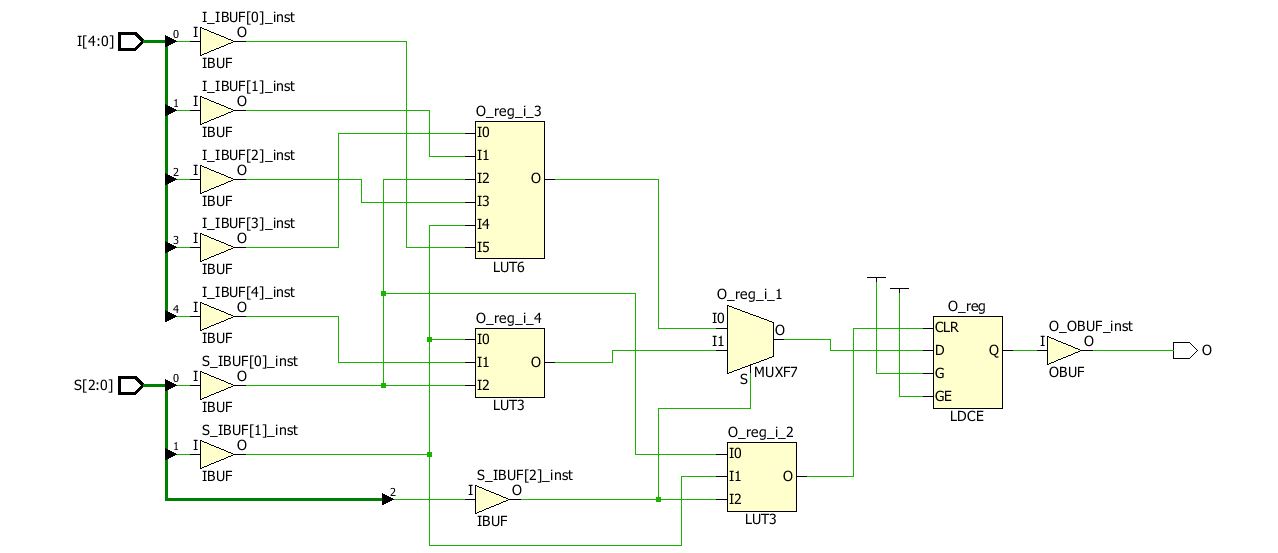 I_IBUF[0]_inst
I[4:0] 0 I O
IBUF
I_IBUF[1]_inst
1 I O
IBUF
O_reg_i_3
I0
I1
I2 O
I3
I4
I5
LUT6
I_IBUF[2]_inst
2 I O
IBUF
I_IBUF[3]_inst
3 I O
IBUF
I_IBUF[4]_inst
4 I O
IBUF
O_reg_i_4
I0
I1 O
I2
LUT3
S_IBUF[0]_inst
S[2:0] 0 I O
IBUF
S_IBUF[1]_inst
1 I O
IBUF
S_IBUF[2]_inst
2 I O
IBUF
O_reg_i_1
I0
I1 O
S MUXF7
O_reg_i_2
I0
I1 O
I2
LUT3
O_reg
CLR
D Q
G
GE
LDCE
O_OBUF_inst
I O
OBUF
O